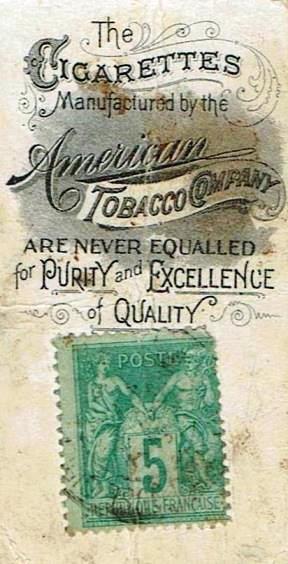 The
CIGARETTES
Manufactured by the
American
TOBACCO COMPANY
ARE NEVER EQUALLED
for PURITY and EXCELLENCE
of QUALITY.
POSTES
5
REPUBLIQUE FRANCAISE